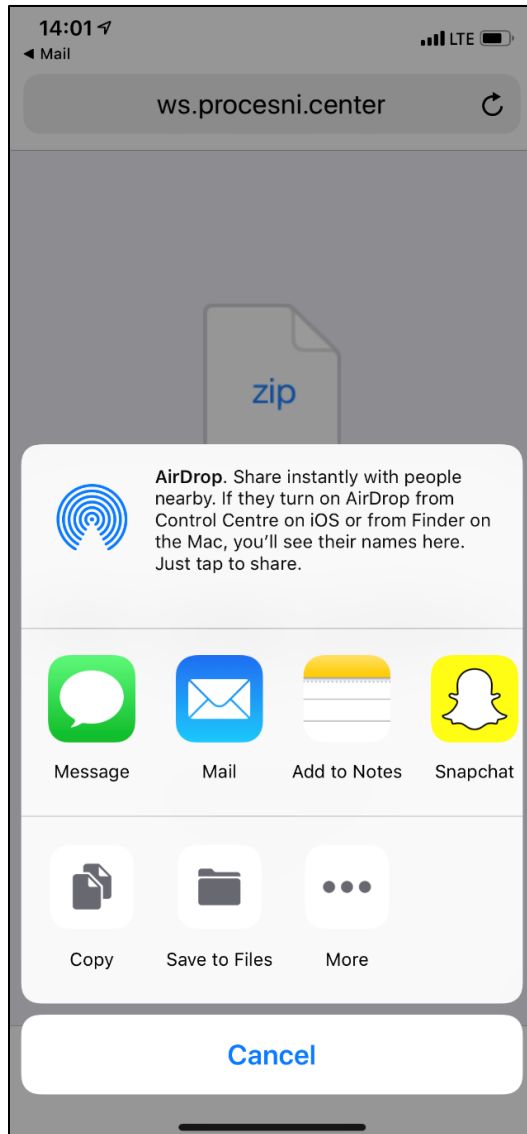 14:01
LTE
Mail
ws.procesni.center
zip
AirDrop. Share instantly with people
nearby. If they turn on AirDrop from
Control Centre on iOS or from Finder on
the Mac, you'll see their names here.
Just tap to share.
Message Mail Add to Notes Snapchat
Copy Save to Files More
Cancel